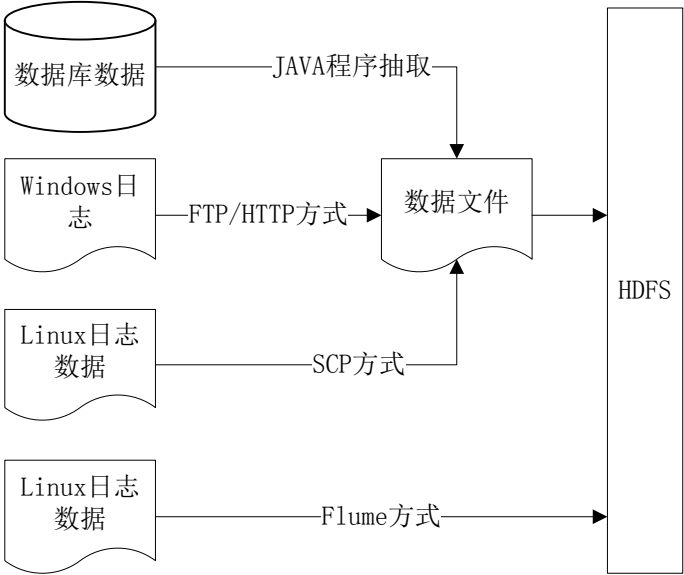 数据库数据
JAVA程序抽取
Windows日
志
FTP/HTTP方式
数据文件
HDFS
Linux日志
数据
SCP方式
Linux日志
数据
Flume方式